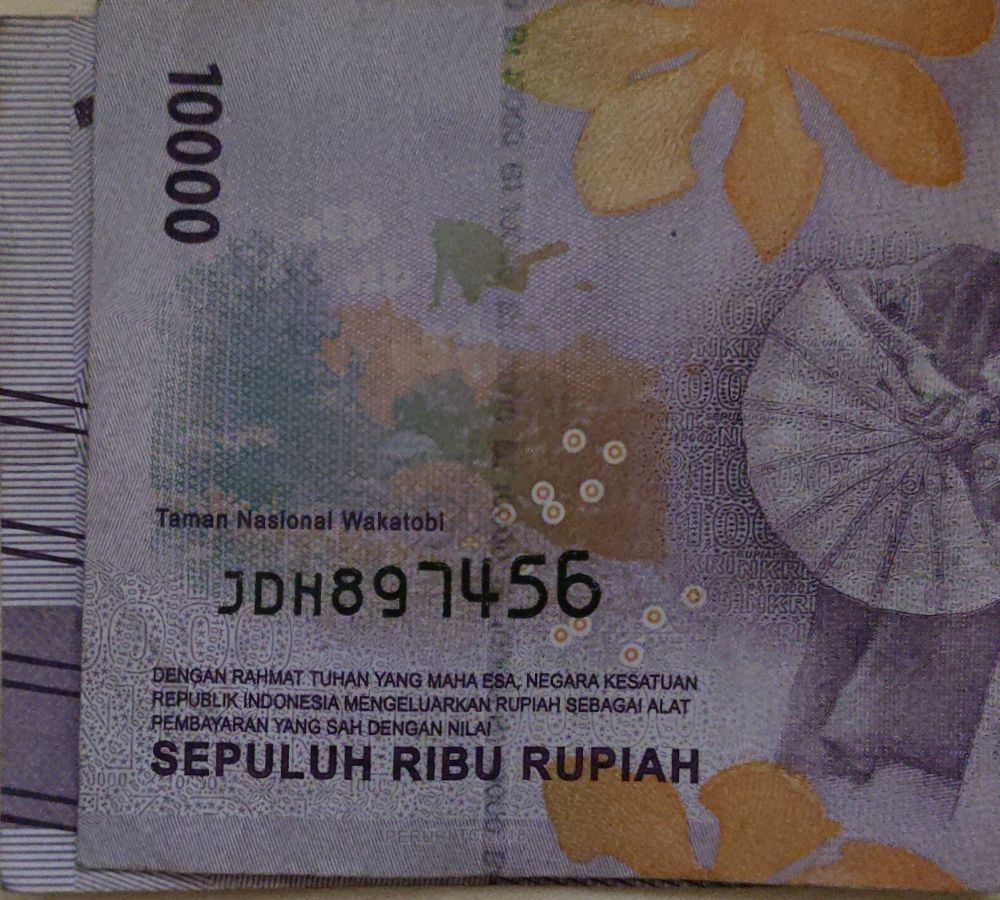 10000
Taman Nasional Wakatobi
JDH897456
DENGAN RAHMAT TUHAN YANG MAHA ESA, NEGARA KESATUAN
REPUBLIK INDONESIA MENGELUARKAN RUPIAH SEBAGAI ALAT
PEMBAYARAN YANG SAH DENGAN NILAI
SEPULUH RIBU RUPIAH